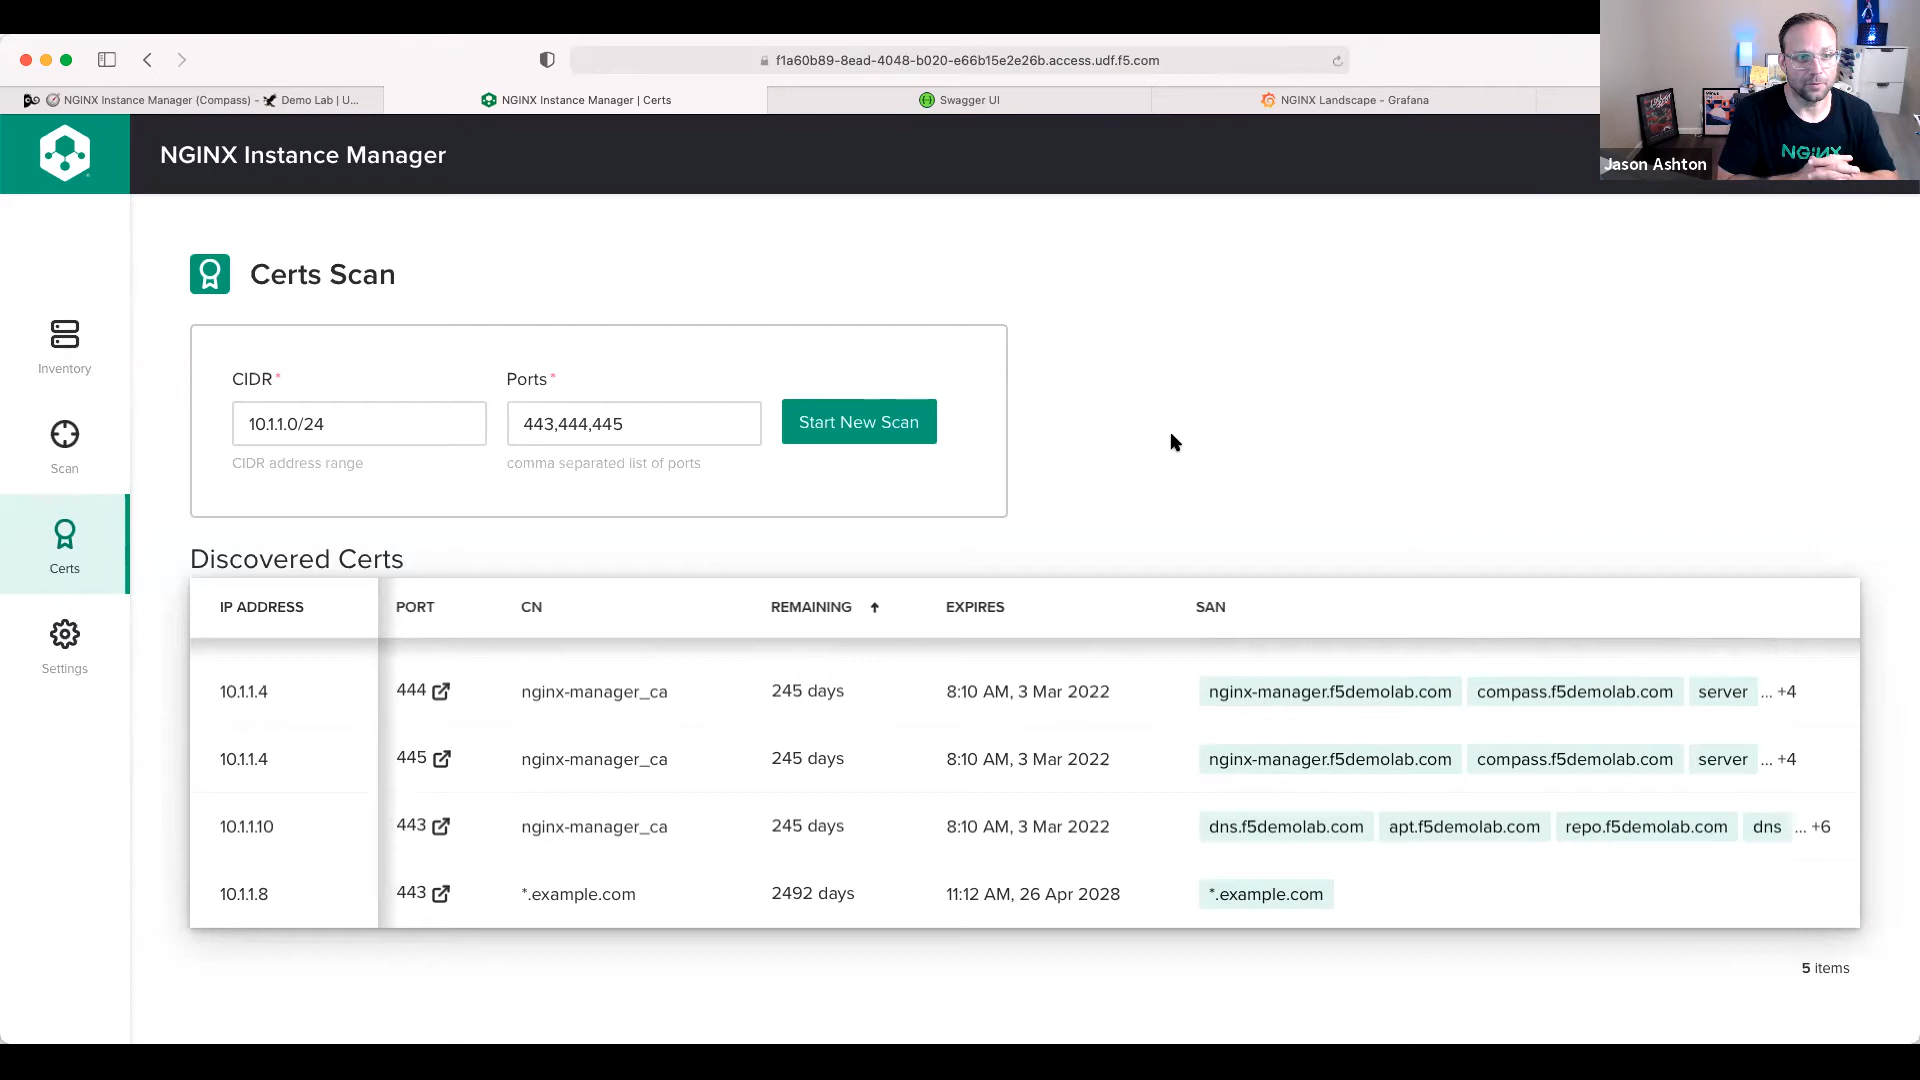 f1a60b89-8ead-4048-b020-e66b15e2e26b.access.udf.f5.com
NGINX Instance Manager (Compass) - Demo Lab | U...
NGINX Instance Manager | Certs
Swagger UI
NGINX Landscape - Grafana
NGINX Instance Manager
NGINX
Jason Ashton
Inventory
Scan
Certs
Settings
Certs Scan
CIDR * Ports *
10.1.1.0/24 443,444,445 Start New Scan
CIDR address range comma separated list of ports
Discovered Certs
IP ADDRESS PORT CN REMAINING EXPIRES SAN
10.1.1.4 444 nginx-manager_ca 245 days 8:10 AM, 3 Mar 2022 nginx-manager.f5demolab.com compass.f5demolab.com server ... +4
10.1.1.4 445 nginx-manager_ca 245 days 8:10 AM, 3 Mar 2022 nginx-manager.f5demolab.com compass.f5demolab.com server ... +4
10.1.1.10 443 nginx-manager_ca 245 days 8:10 AM, 3 Mar 2022 dns.f5demolab.com apt.f5demolab.com repo.f5demolab.com dns ... +6
10.1.1.8 443 *.example.com 2492 days 11:12 AM, 26 Apr 2028 *.example.com
5 items